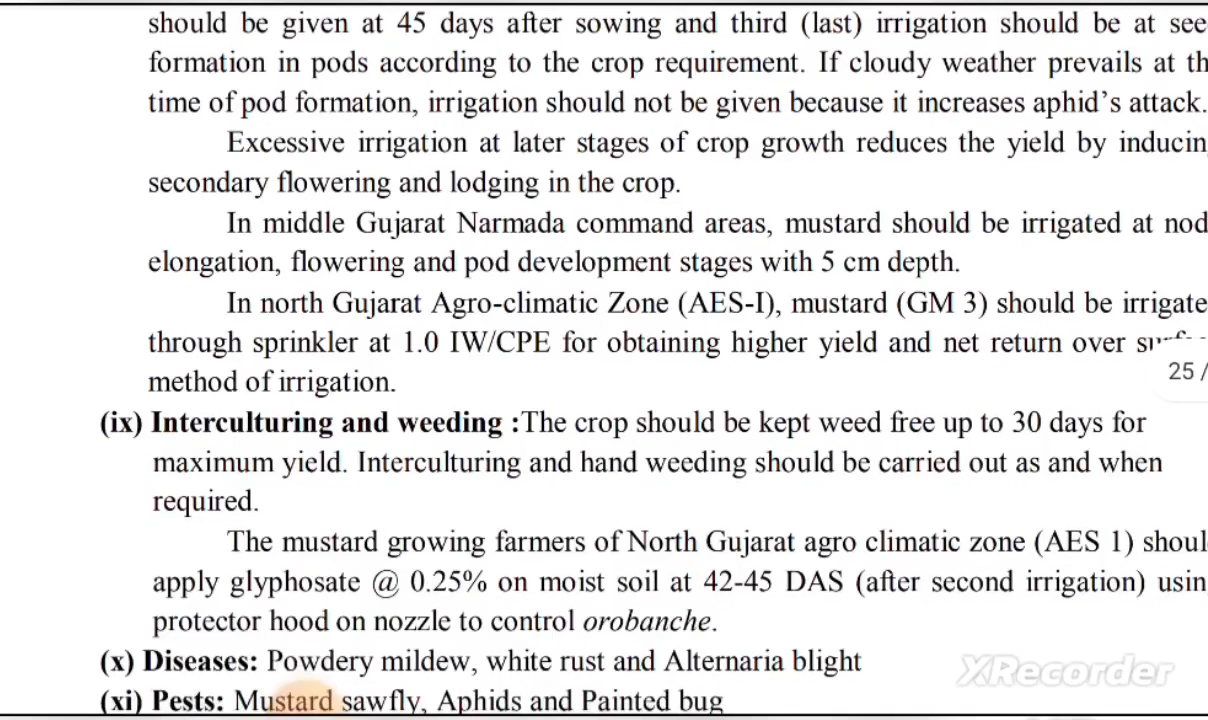 should be given at 45 days after sowing and third (last) irrigation should be at see
formation in pods according to the crop requirement. If cloudy weather prevails at th
time of pod formation, irrigation should not be given because it increases aphid's attack.
Excessive irrigation at later stages of crop growth reduces the yield by inducin
secondary flowering and lodging in the crop.
In middle Gujarat Narmada command areas, mustard should be irrigated at nod
elongation, flowering and pod development stages with 5 cm depth.
In north Gujarat Agro-climatic Zone (AES-I), mustard (GM 3) should be irrigate
through sprinkler at 1.0 IW/CPE for obtaining higher yield and net return over
method of irrigation.
25 /
(ix) Interculturing and weeding :The crop should be kept weed free up to 30 days for
maximum yield. Interculturing and hand weeding should be carried out as and when
required.
The mustard growing farmers of North Gujarat agro climatic zone (AES 1) shoul
apply glyphosate @ 0.25% on moist soil at 42-45 DAS (after second irrigation) usin
protector hood on nozzle to control orobanche.
(x) Diseases: Powdery mildew, white rust and Alternaria blight
(xi) Pests: Mustard sawfly, Aphids and Painted bug
XRecorder